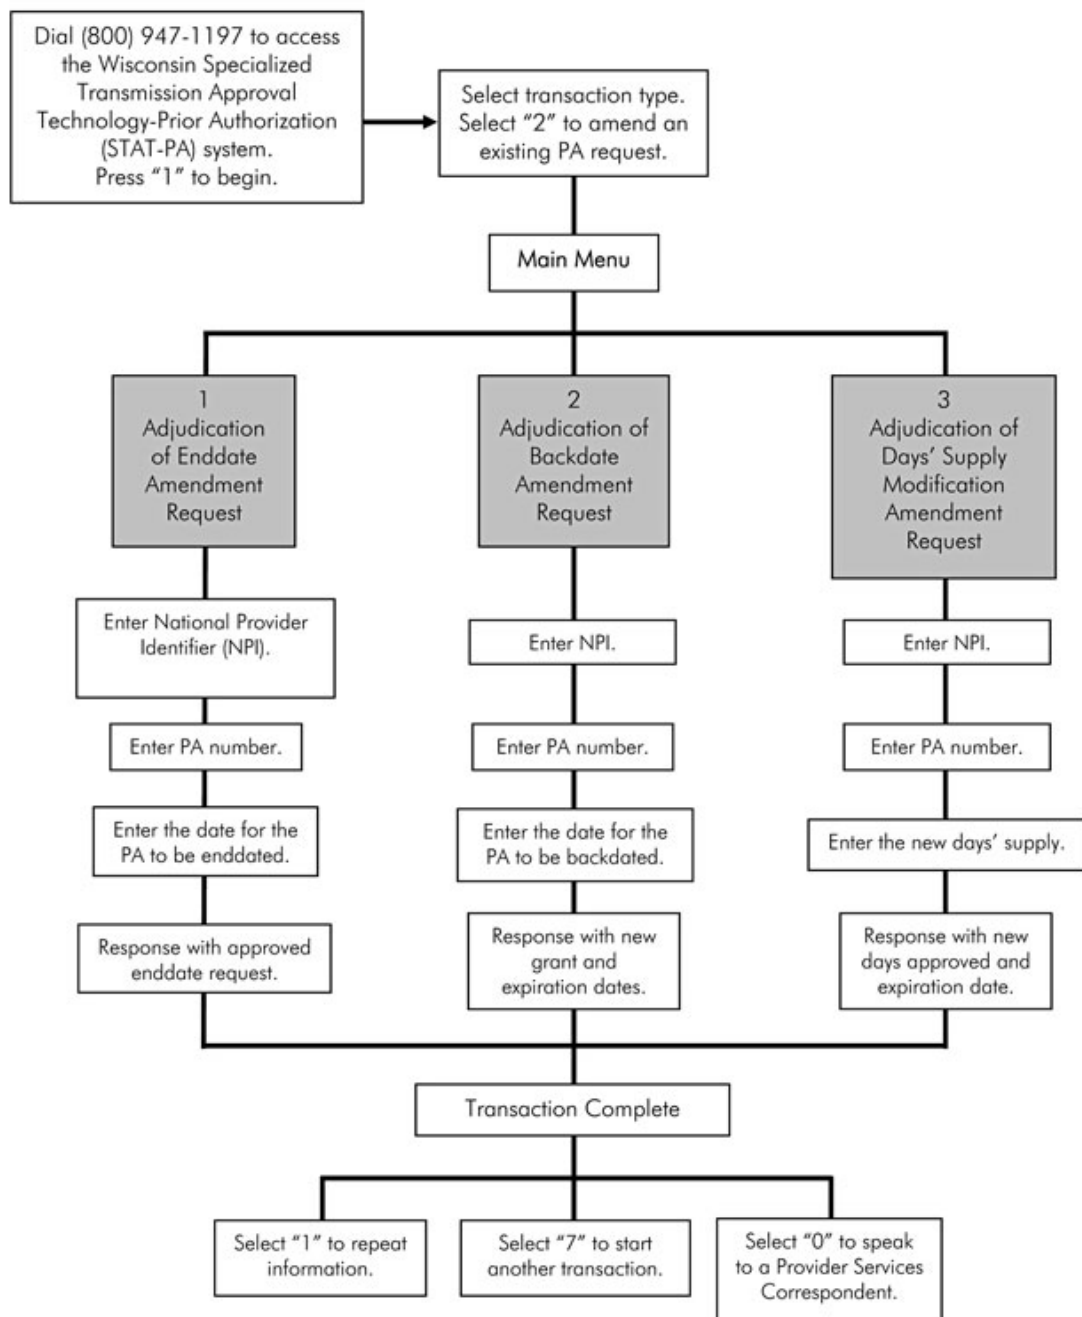 Dial (800) 947-1197 to access
the Wisconsin Specialized
Transmission Approval
Technology-Prior Authorization
(STAT-PA) system.
Press “1” to begin.
Select transaction type.
Select “2” to amend an
existing PA request.
Main Menu
1
Adjudication
of Enddate
Amendment
Request
2
Adjudication of
Backdate
Amendment
Request
3
Adjudication of
Days’ Supply
Modification
Amendment
Request
Enter National Provider
Identifier (NPI).
Enter NPI.
Enter NPI.
Enter PA number.
Enter PA number.
Enter PA number.
Enter the date for the
PA to be enddated.
Enter the date for the
PA to be backdated.
Enter the new days’ supply.
Response with approved
enddate request.
Response with new
grant and
expiration dates.
Response with new
days approved and
expiration date.
Transaction Complete
Select “1” to repeat
information.
Select “7” to start
another transaction.
Select “0” to speak
to a Provider Services
Correspondent.